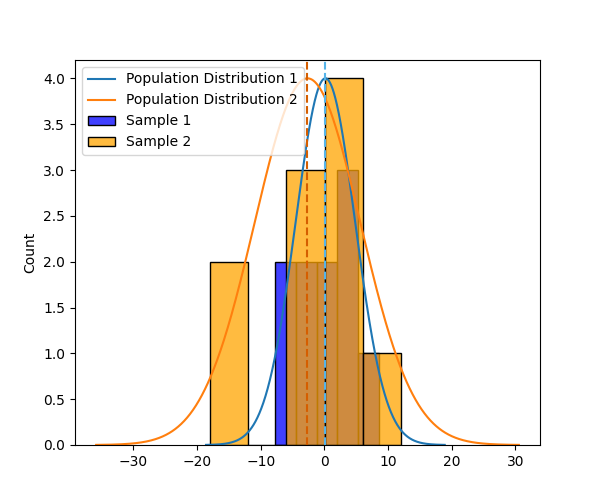 Population Distribution 1
Population Distribution 2
Sample 1
Sample 2
Count
4.0
3.5
3.0
2.5
2.0
1.5
1.0
0.5
0.0
−30 −20 −10 0 10 20 30